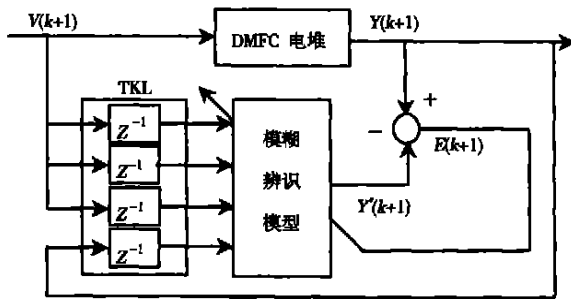 V(k+1)
DMFC 电堆
Y(k+1)
TKL
Z⁻¹
Z⁻¹
Z⁻¹
Z⁻¹
模糊
辨识
模型
+
−
E(k+1)
Y'(k+1)